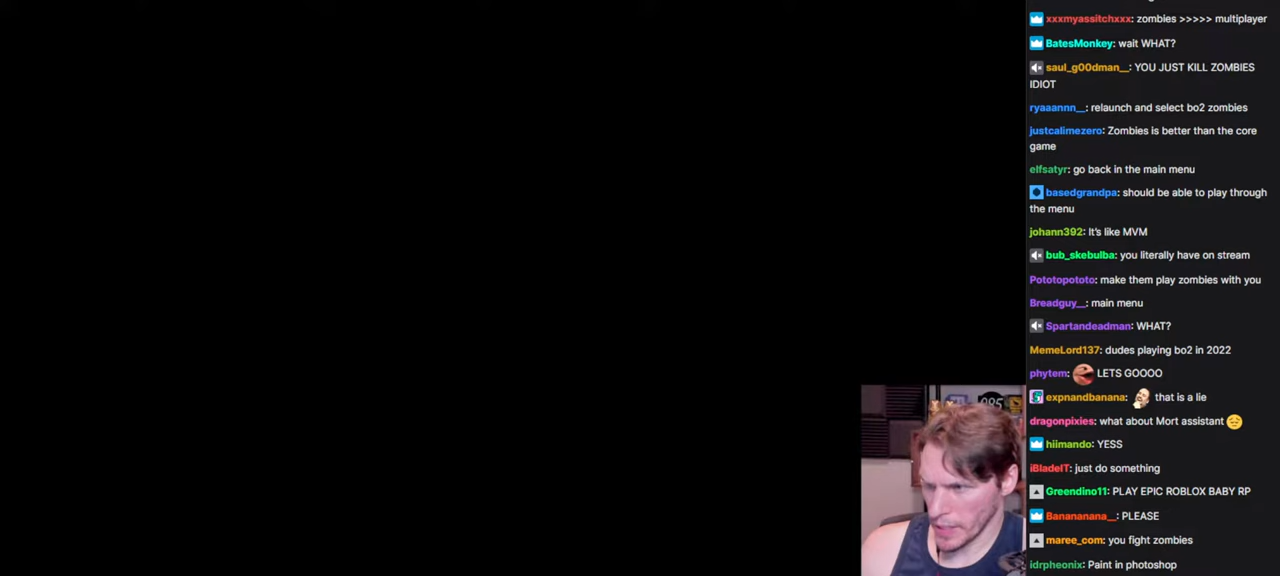 xxxmyassitchxxx: zombies >>>>> multiplayer
BatesMonkey: wait WHAT?
saul_g00dman__: YOU JUST KILL ZOMBIES
IDIOT
ryaaannn__: relaunch and select bo2 zombies
justcalimezero: Zombies is better than the core
game
elfsatyr: go back in the main menu
basedgrandpa: should be able to play through
the menu
johann392: It's like MVM
bub_skebulba: you literally have on stream
Pototopototo: make them play zombies with you
Breadguy__: main menu
Spartandeadman: WHAT?
MemeLord137: dudes playing bo2 in 2022
phytem: LETS GOOOO
expnandbanana: that is a lie
dragonpixies: what about Mort assistant
hiimando: YESS
iBladeIT: just do something
Greendino11: PLAY EPIC ROBLOX BABY RP
Banananana__: PLEASE
maree_com: you fight zombies
idrpheonix: Paint in photoshop
985